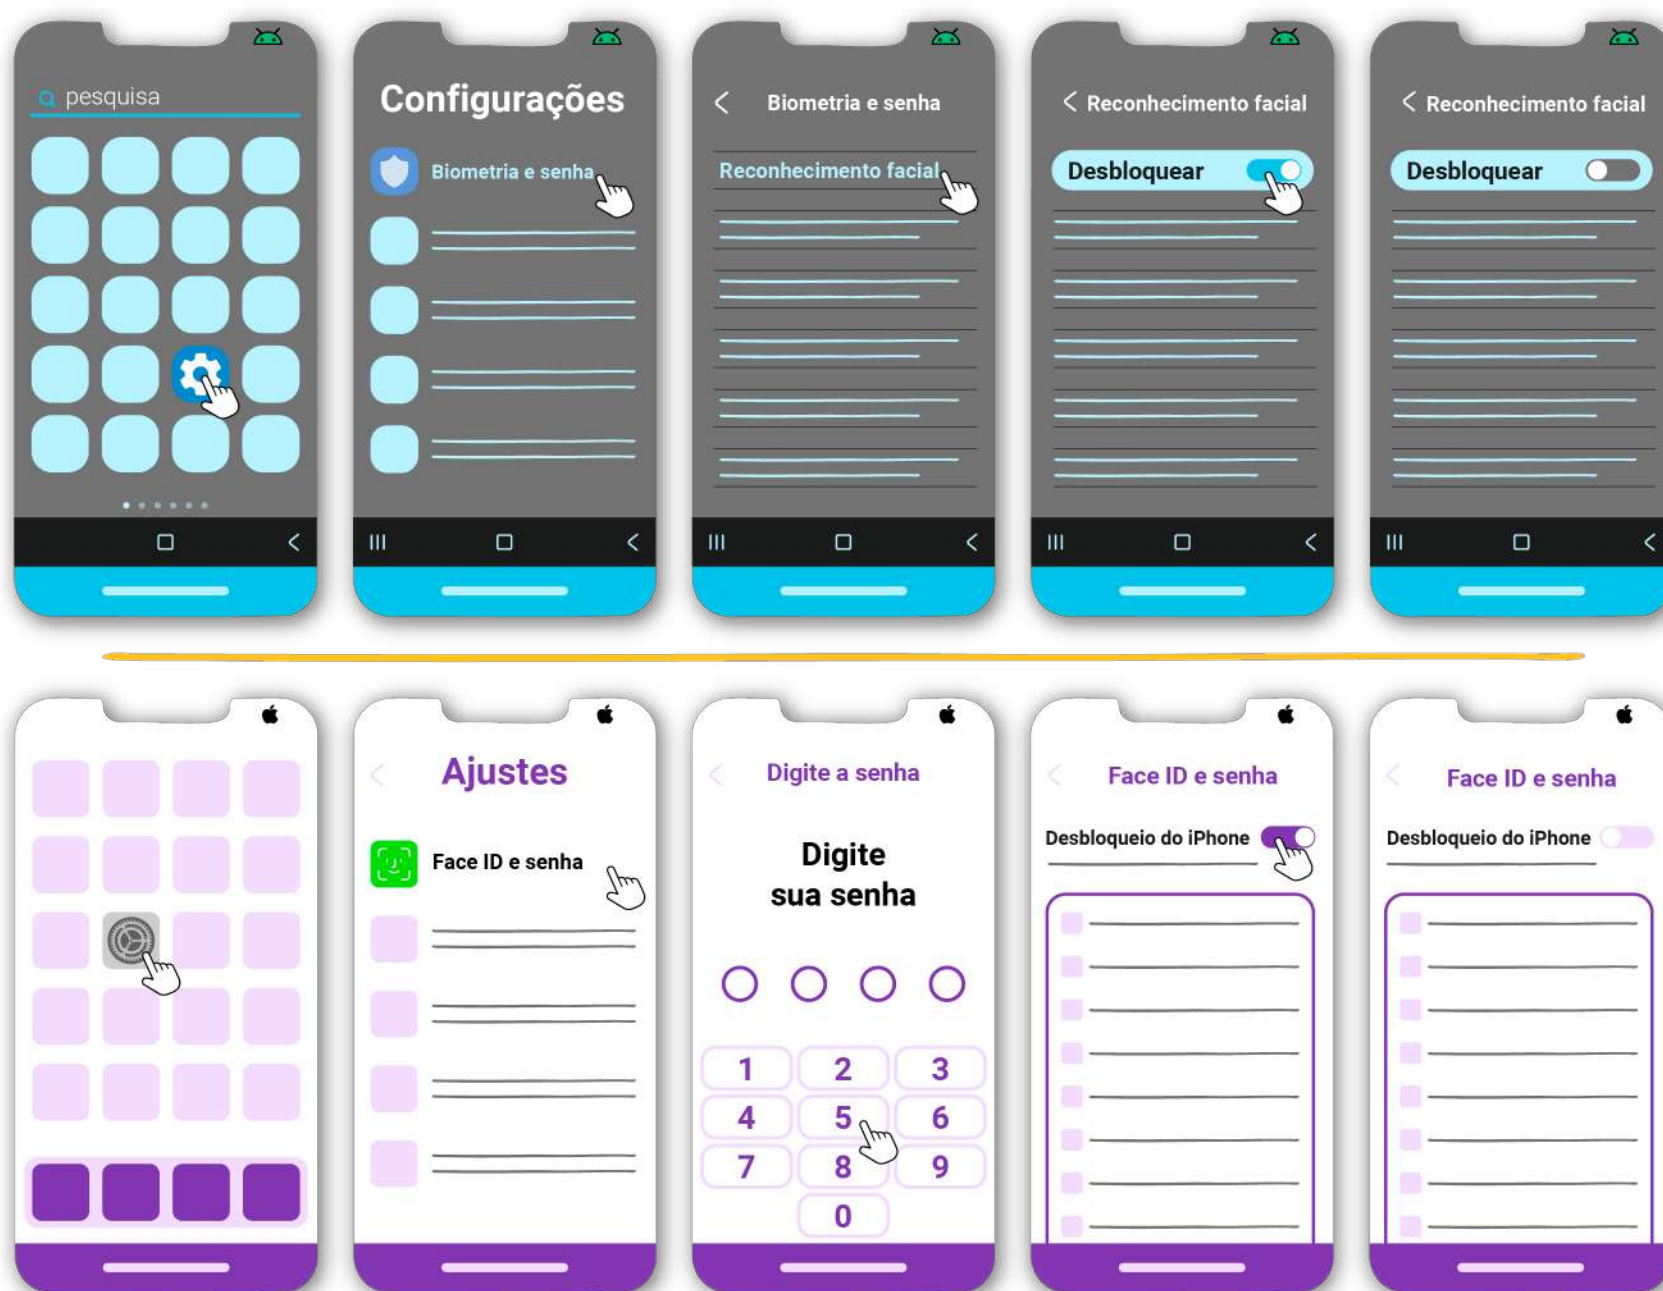 pesquisa
Configurações
Biometria e senha
Biometria e senha
Reconhecimento facial
Reconhecimento facial
Desbloquear
Reconhecimento facial
Desbloquear
Ajustes
Face ID e senha
Digite a senha
Digite
sua senha
1 2 3
4 5 6
7 8 9
0
Face ID e senha
Desbloqueio do iPhone
Face ID e senha
Desbloqueio do iPhone